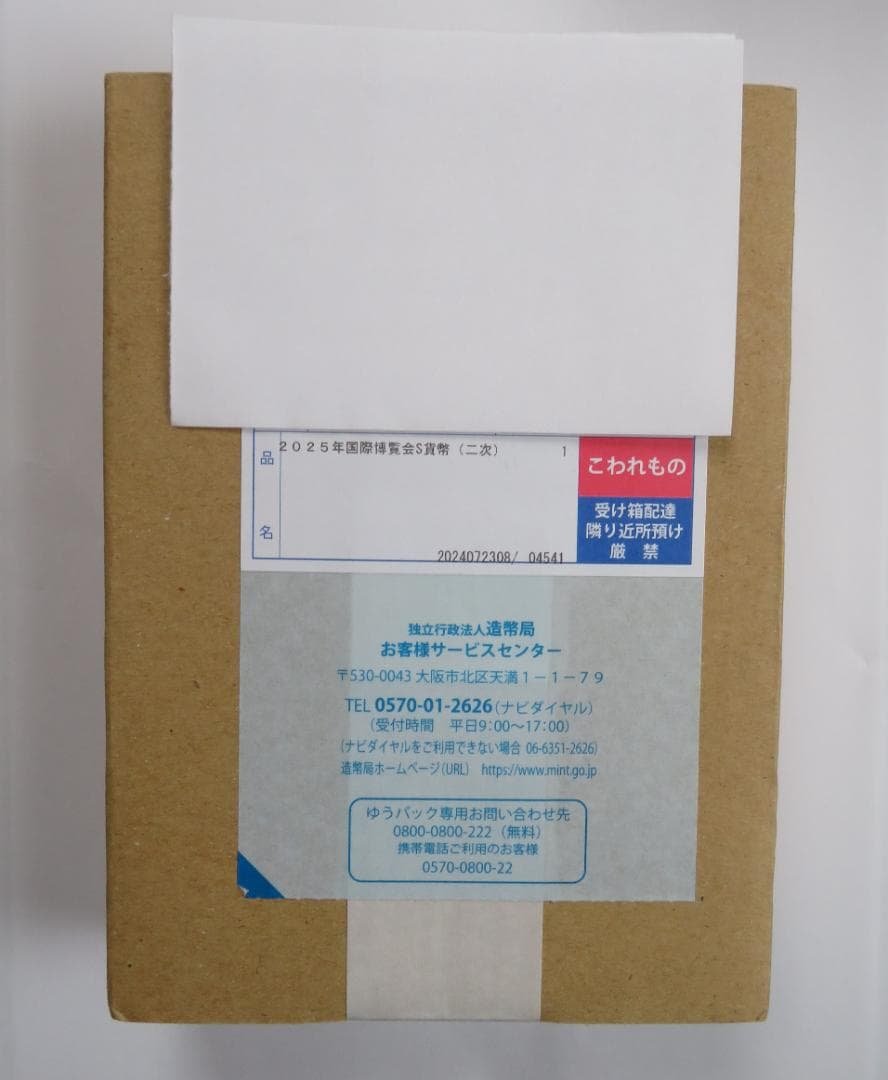 品名
２０２５年国際博覧会S貨幣（二次） 1
こわれもの
受け箱配達
隣り近所預け
厳 禁
2024072308/ 04541
独立行政法人造幣局
お客様サービスセンター
〒530-0043 大阪市北区天満１－１－７９
TEL 0570-01-2626（ナビダイヤル）
（受付時間 平日9:00～17:00）
（ナビダイヤルをご利用できない場合 06-6351-2626）
造幣局ホームページ（URL） https://www.mint.go.jp
ゆうパック専用お問い合わせ先
0800-0800-222（無料）
携帯電話ご利用のお客様
0570-0800-22